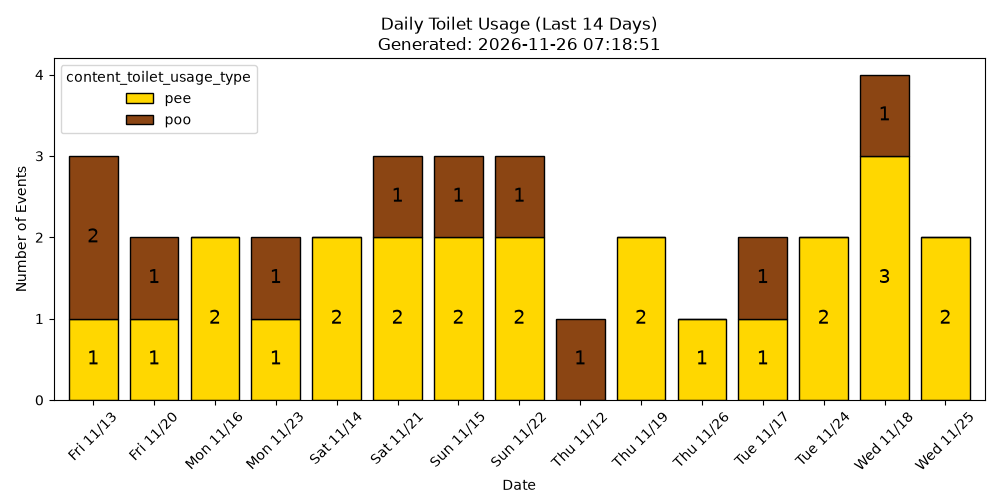 Daily Toilet Usage (Last 14 Days)
Generated: 2026-11-26 07:18:51
content_toilet_usage_type
pee
poo
Number of Events
4
3
2
1
0
2
1
1
1
2
1
1
2
1
2
1
2
1
2
1
2
1
1
1
2
1
3
2
Fri 11/13
Fri 11/20
Mon 11/16
Mon 11/23
Sat 11/14
Sat 11/21
Sun 11/15
Sun 11/22
Thu 11/12
Thu 11/19
Thu 11/26
Tue 11/17
Tue 11/24
Wed 11/18
Wed 11/25
Date